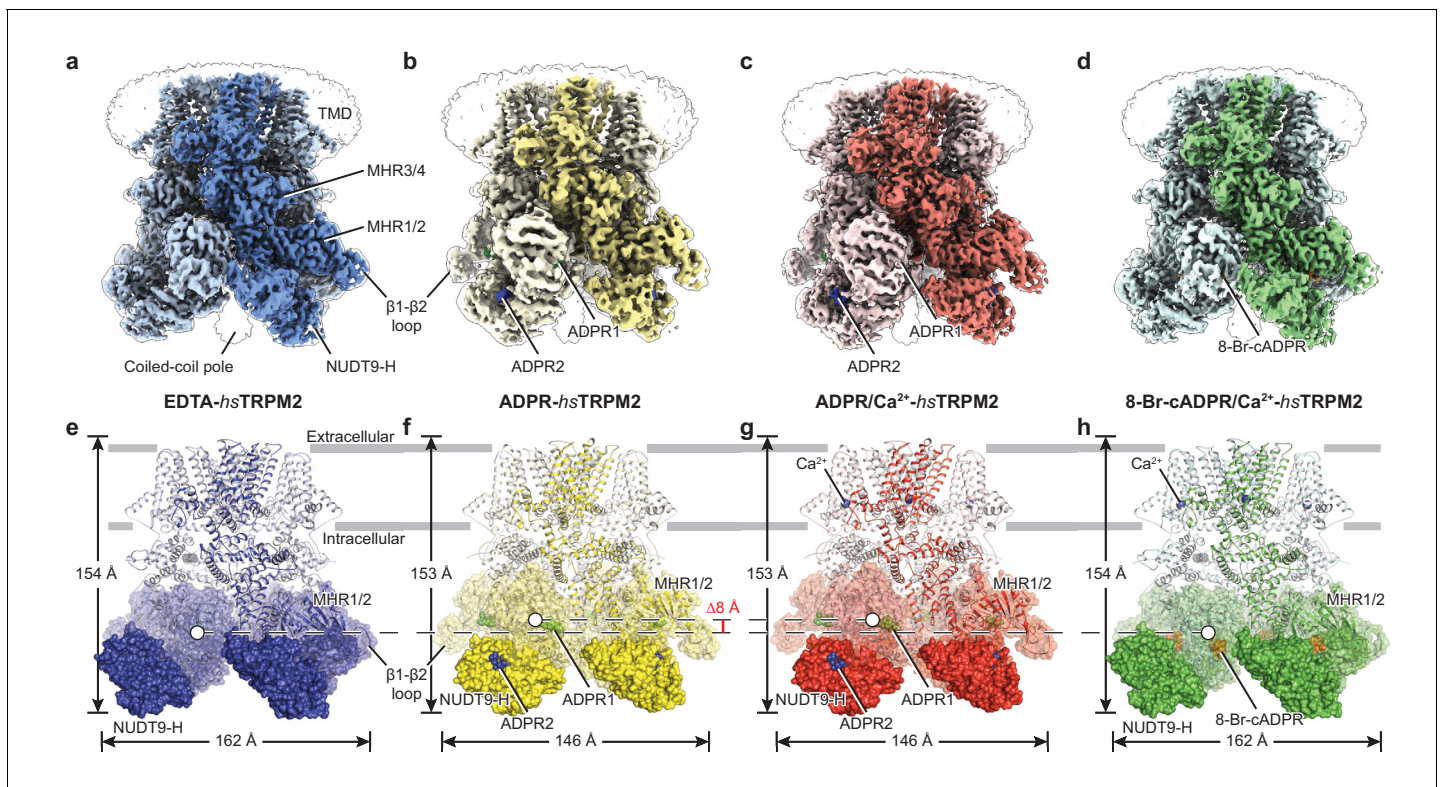 a
b
c
d
TMD
MHR3/4
MHR1/2
β1-β2
loop
ADPR1
ADPR1
8-Br-cADPR
Coiled-coil pole
NUDT9-H
ADPR2
ADPR2
EDTA-hsTRPM2
ADPR-hsTRPM2
ADPR/Ca²⁺-hsTRPM2
8-Br-cADPR/Ca²⁺-hsTRPM2
e
f
g
h
Extracellular
Ca²⁺
Ca²⁺
Intracellular
154 Å
153 Å
153 Å
154 Å
MHR1/2
MHR1/2
MHR1/2
MHR1/2
Δ8 Å
β1-β2
loop
NUDT9-H
NUDT9-H
ADPR1
ADPR1
NUDT9-H
ADPR2
ADPR2
NUDT9-H
8-Br-cADPR
162 Å
146 Å
146 Å
162 Å